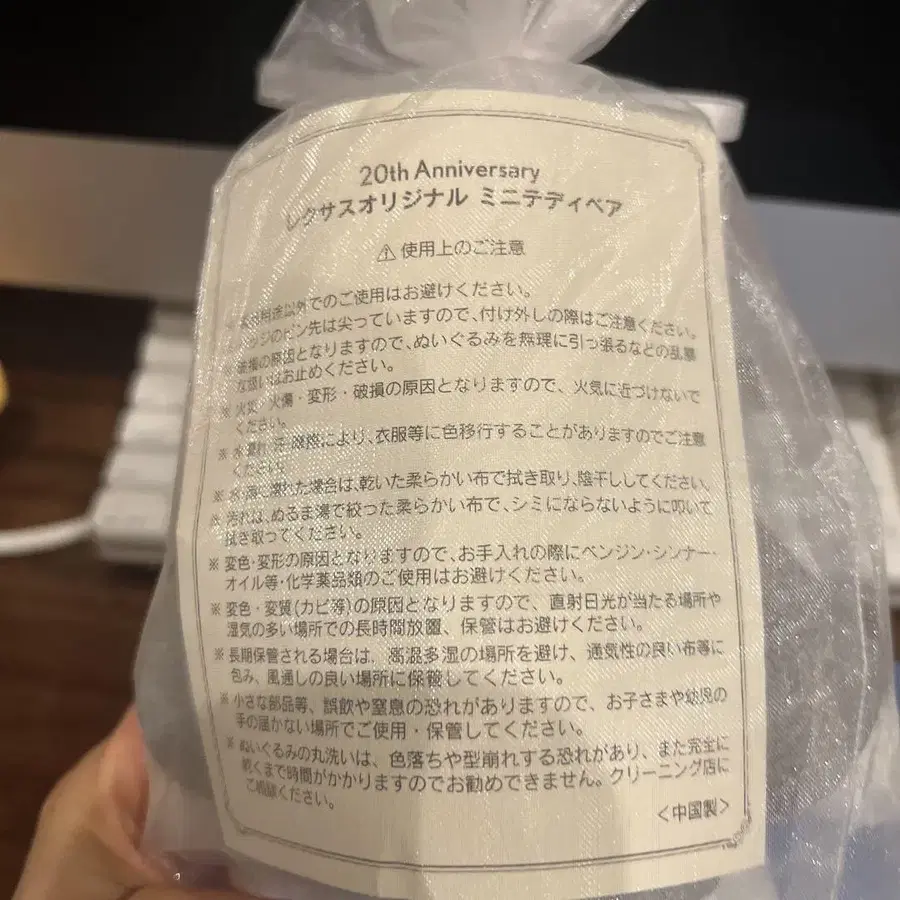 20th Anniversary
レクサスオリジナル ミニテディベア
⚠使用上のご注意
※ 用途以外でのご使用はお避けください。
ッジのピン先は尖っていますので、付け外しの際はご注意ください。
破損の原因となりますので、ぬいぐるみを無理に引っ張るなどの乱暴
な扱いはお止めください。
※ 火災・火傷・変形・破損の原因となりますので、火気に近づけないで
ください。
※ 水濡れ・汗・摩擦により、衣服等に色移行することがありますのでご注意
ください。
※ 水濡れた場合は、乾いた柔らかい布で拭き取り、陰干ししてください。
※ 汚れは、ぬるま湯で絞った柔らかい布で、シミにならないように叩いて
拭き取ってください。
※ 変色・変形の原因となりますので、お手入れの際にベンジン・シンナー・
オイル等・化学薬品類のご使用はお避けください。
※ 変色・変質(カビ等)の原因となりますので、直射日光が当たる場所や
湿気の多い場所での長時間放置、保管はお避けください。
※ 長期保管される場合は、高温多湿の場所を避け、通気性の良い布等に
包み、風通しの良い場所に保管してください。
※ 小さな部品等、誤飲や窒息の恐れがありますので、お子さまや幼児の
手の届かない場所でご使用・保管してください。
※ ぬいぐるみの丸洗いは、色落ちや型崩れする恐れがあり、また完全に
乾くまで時間がかかりますのでお勧めできません。クリーニング店に
ご相談ください。
<中国製>